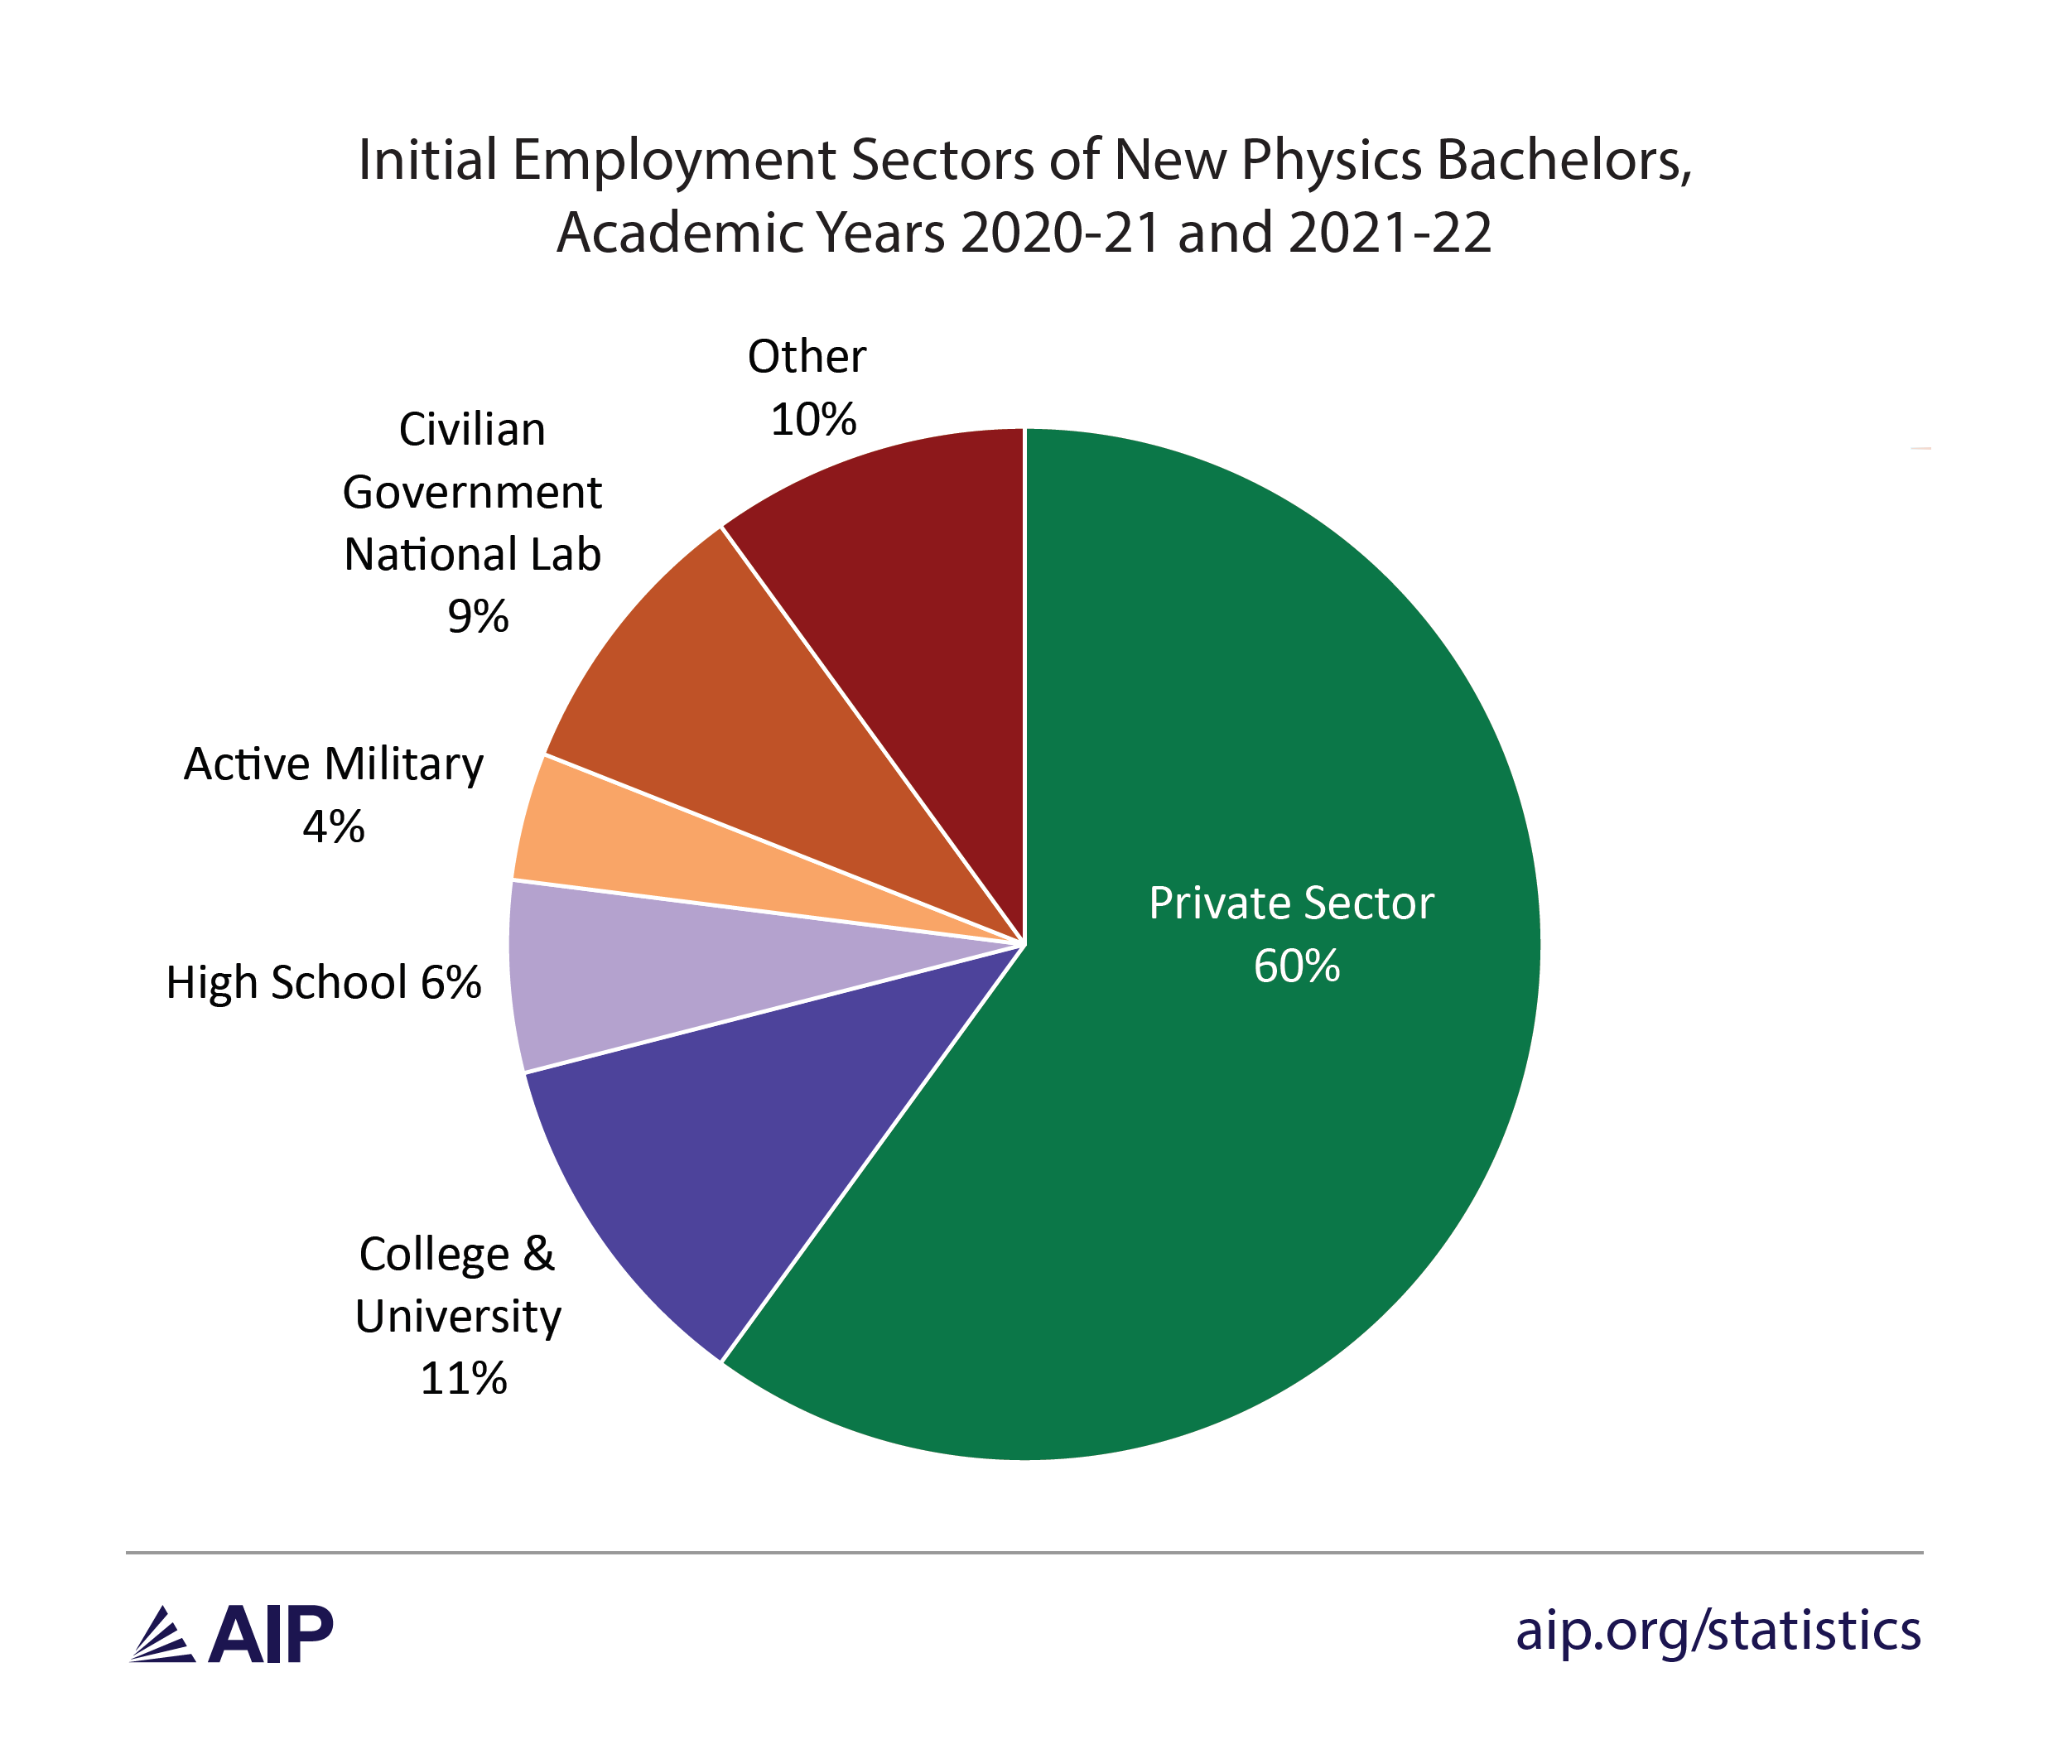 Initial Employment Sectors of New Physics Bachelors,
Academic Years 2020-21 and 2021-22
Other
10%
Civilian
Government
National Lab
9%
Active Military
4%
High School 6%
College &
University
11%
Private Sector
60%
AIP
aip.org/statistics